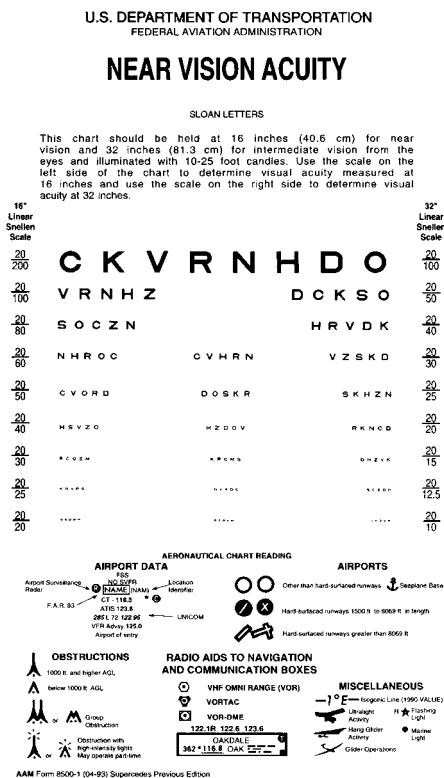 U.S. DEPARTMENT OF TRANSPORTATION
FEDERAL AVIATION ADMINISTRATION
NEAR VISION ACUITY
SLOAN LETTERS
This chart should be held at 16 inches (40.6 cm) for near
vision and 32 inches (81.3 cm) for intermediate vision from the
eyes and illuminated with 10-25 foot candles. Use the scale on the
left side of the chart to determine visual acuity measured at
16 inches and use the scale on the right side to determine visual
acuity at 32 inches.
16" Linear Snellen Scale
32" Linear Snellen Scale
20/200 C K V R N H D O 20/100
20/100 V R N H Z D C K S O 20/50
20/80 S O C Z N H R V D K 20/40
20/60 N H R O C C V H R N V Z S K D 20/30
20/50 C V O R D D O S K R S K H Z N 20/25
20/40 H S V Z O H Z D O V R K N C D 20/20
20/30 20/15
20/25 20/12.5
20/20 20/10
AERONAUTICAL CHART READING
AIRPORT DATA
FSS
NO SVFR
Airport Surveillance Radar
R NAME (NAM)
Location Identifier
F.A.R. 93
CT - 118.3 ★ C
ATIS 123.8
285 L 72 122.95
UNICOM
VFR Advsy 125.0
Airport of entry
AIRPORTS
Other than hard-surfaced runways
Seaplane Base
Hard-surfaced runways 1500 ft to 8069 ft in length
Hard-surfaced runways greater than 8069 ft
OBSTRUCTIONS
1000 ft. and higher AGL
below 1000 ft. AGL
or
Group Obstruction
or
Obstruction with
high-intensity lights
May operate part-time
RADIO AIDS TO NAVIGATION
AND COMMUNICATION BOXES
VHF OMNI RANGE (VOR)
VORTAC
VOR-DME
122.1R 122.6 123.6
OAKDALE
362 * 116.8 OAK
MISCELLANEOUS
1° E Isogonic Line (1990 VALUE)
Ultralight Activity
Flashing Light
Hang Glider Activity
Marine Light
Glider Operations
AAM Form 8500-1 (04-93) Supercedes Previous Edition